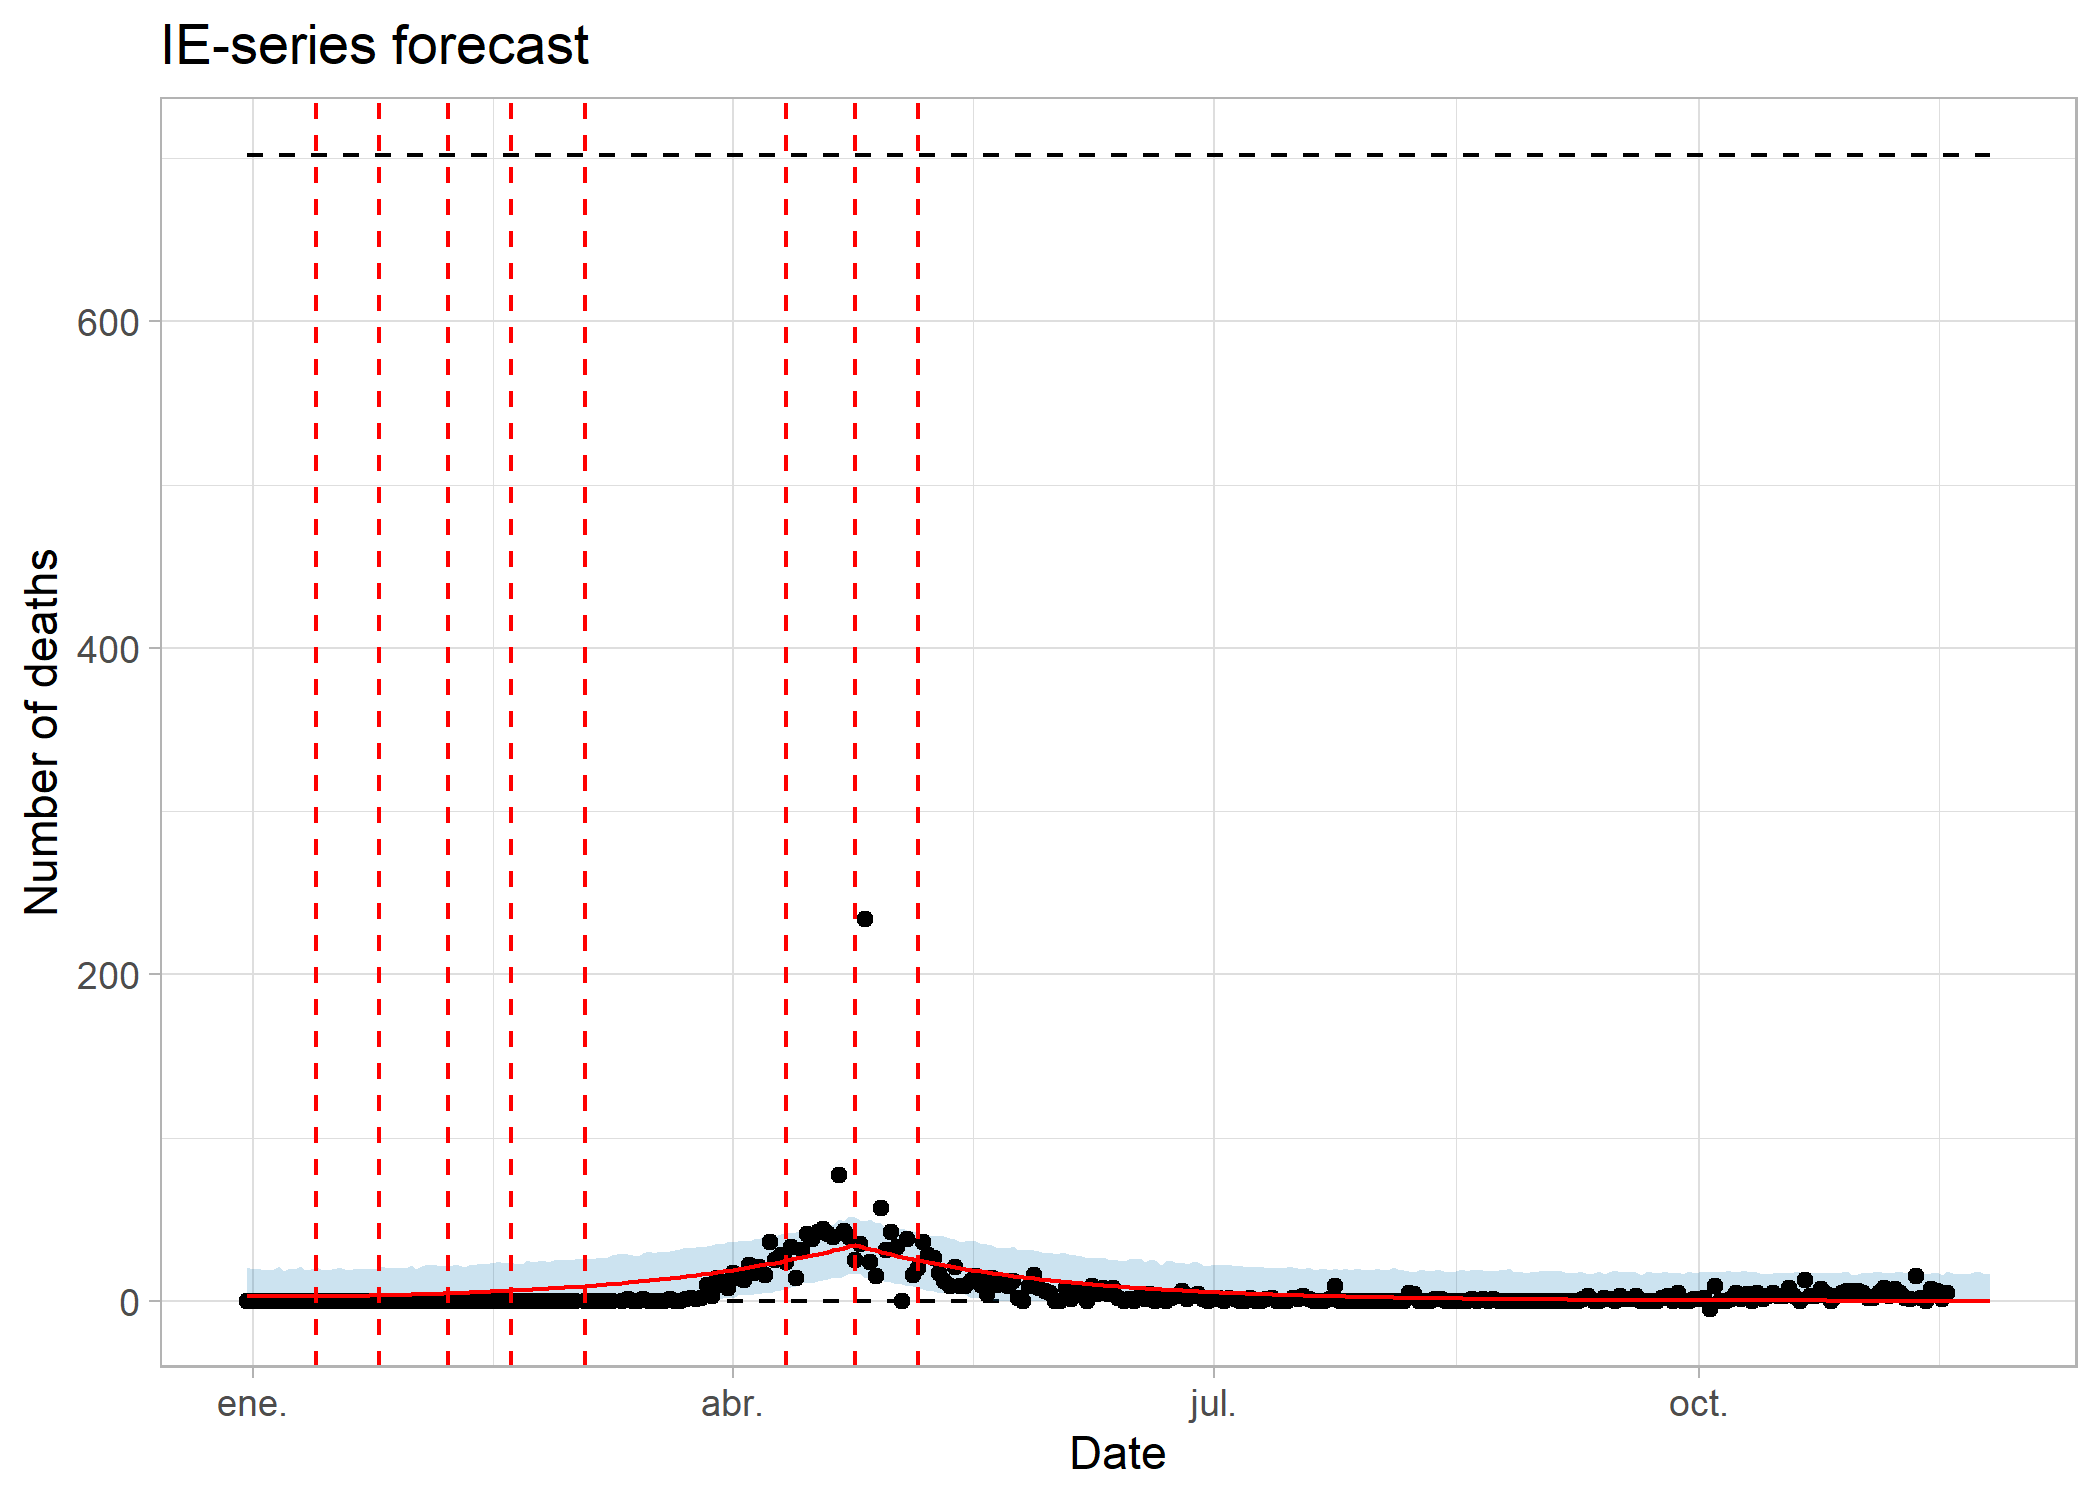 IE-series forecast
Number of deaths
600
400
200
0
ene.
abr.
jul.
oct.
Date